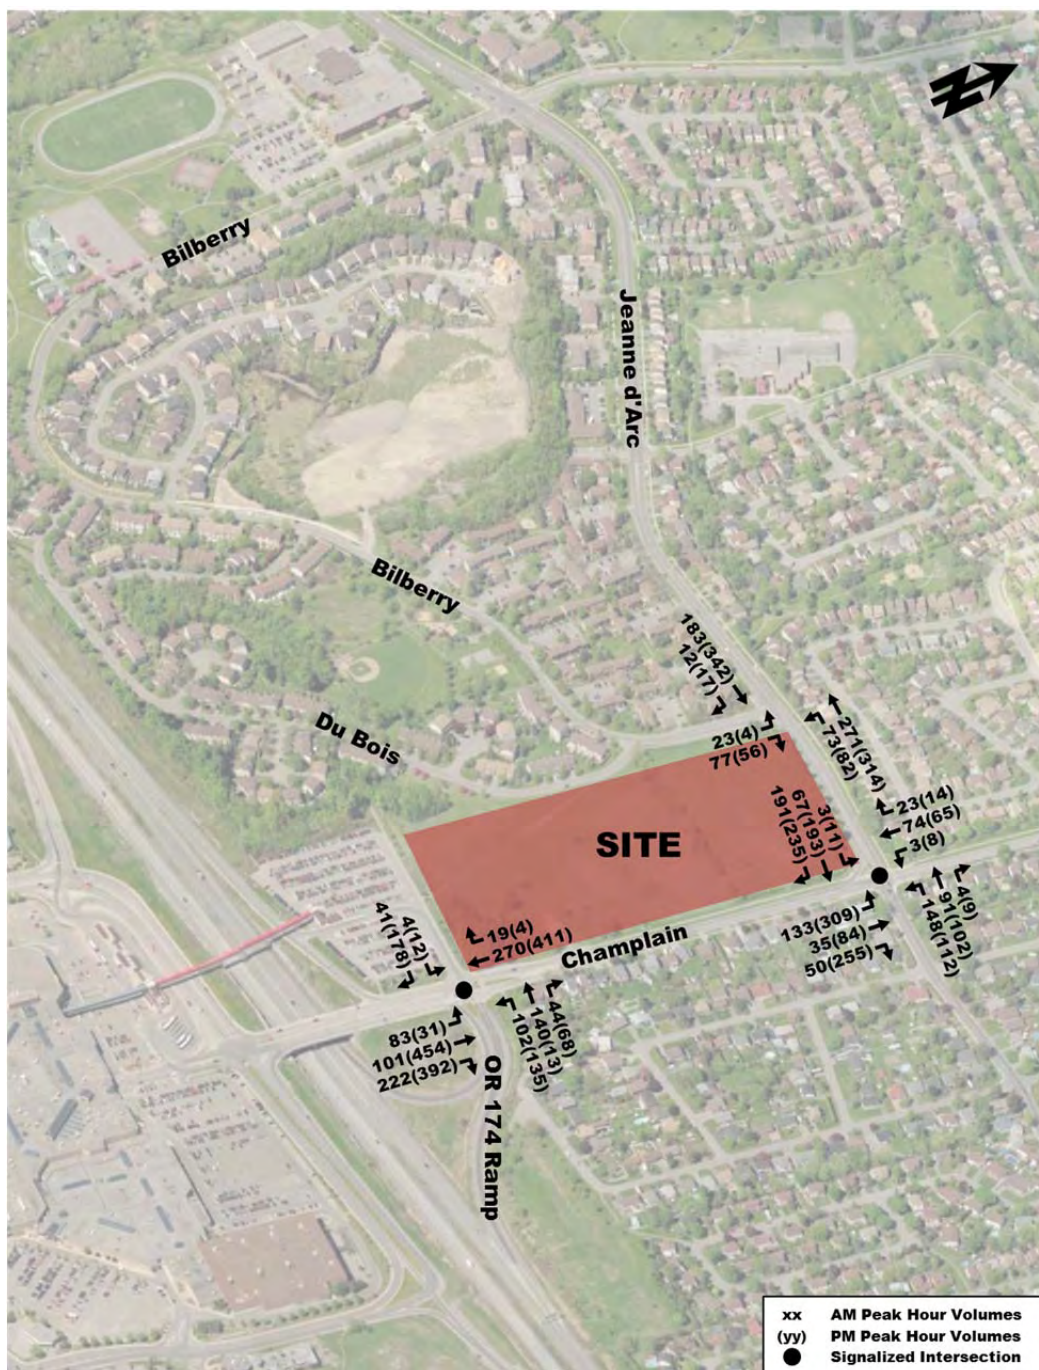 N
Bilberry
Jeanne d'Arc
Bilberry
183(342)
12(17)
Du Bois
23(4)
77(56)
271(314)
73(82)
SITE
3(11)
67(193)
191(235)
23(14)
74(65)
3(8)
4(9)
91(102)
148(112)
133(309)
35(84)
50(255)
4(12)
41(178)
19(4)
270(411)
Champlain
83(31)
101(454)
222(392)
44(68)
140(13)
102(135)
OR 174 Ramp
xx AM Peak Hour Volumes
(yy) PM Peak Hour Volumes
Signalized Intersection